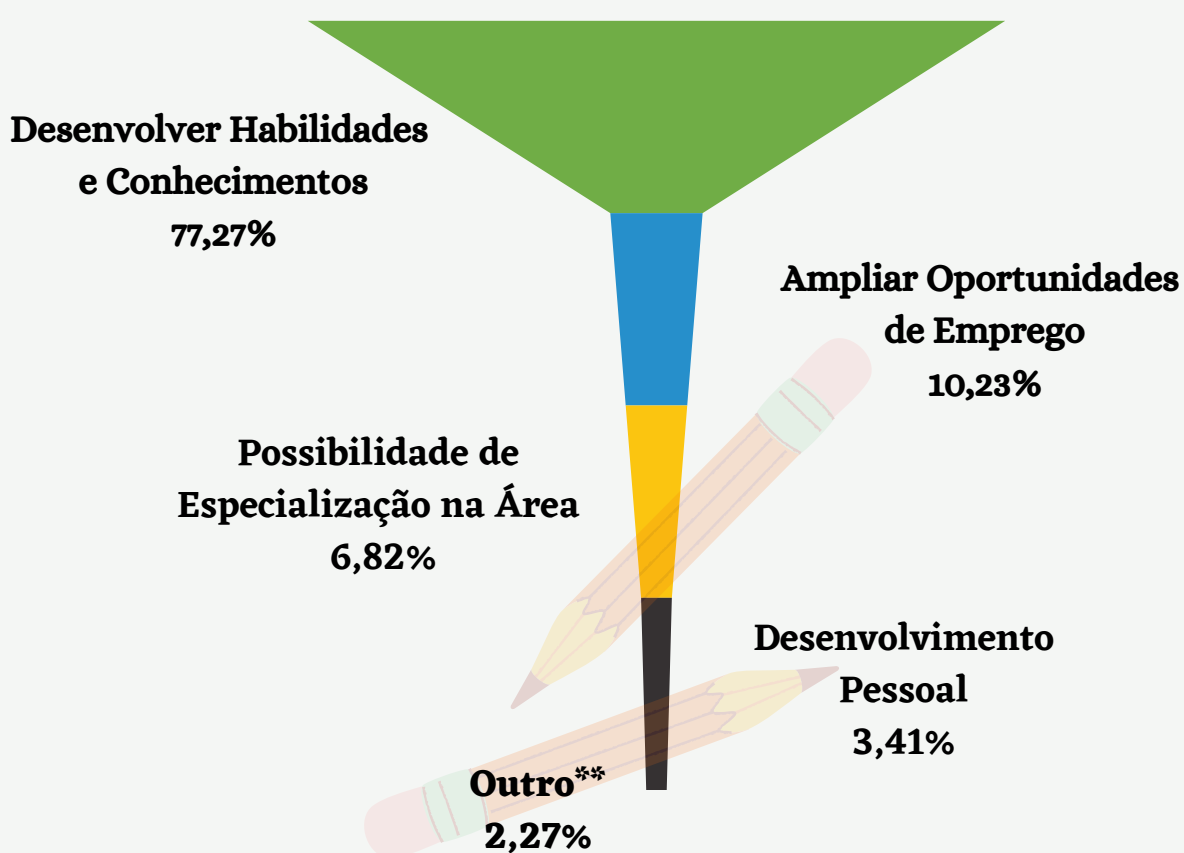 Desenvolver Habilidades
e Conhecimentos
77,27%
Ampliar Oportunidades
de Emprego
10,23%
Possibilidade de
Especialização na Área
6,82%
Desenvolvimento
Pessoal
3,41%
Outro**
2,27%